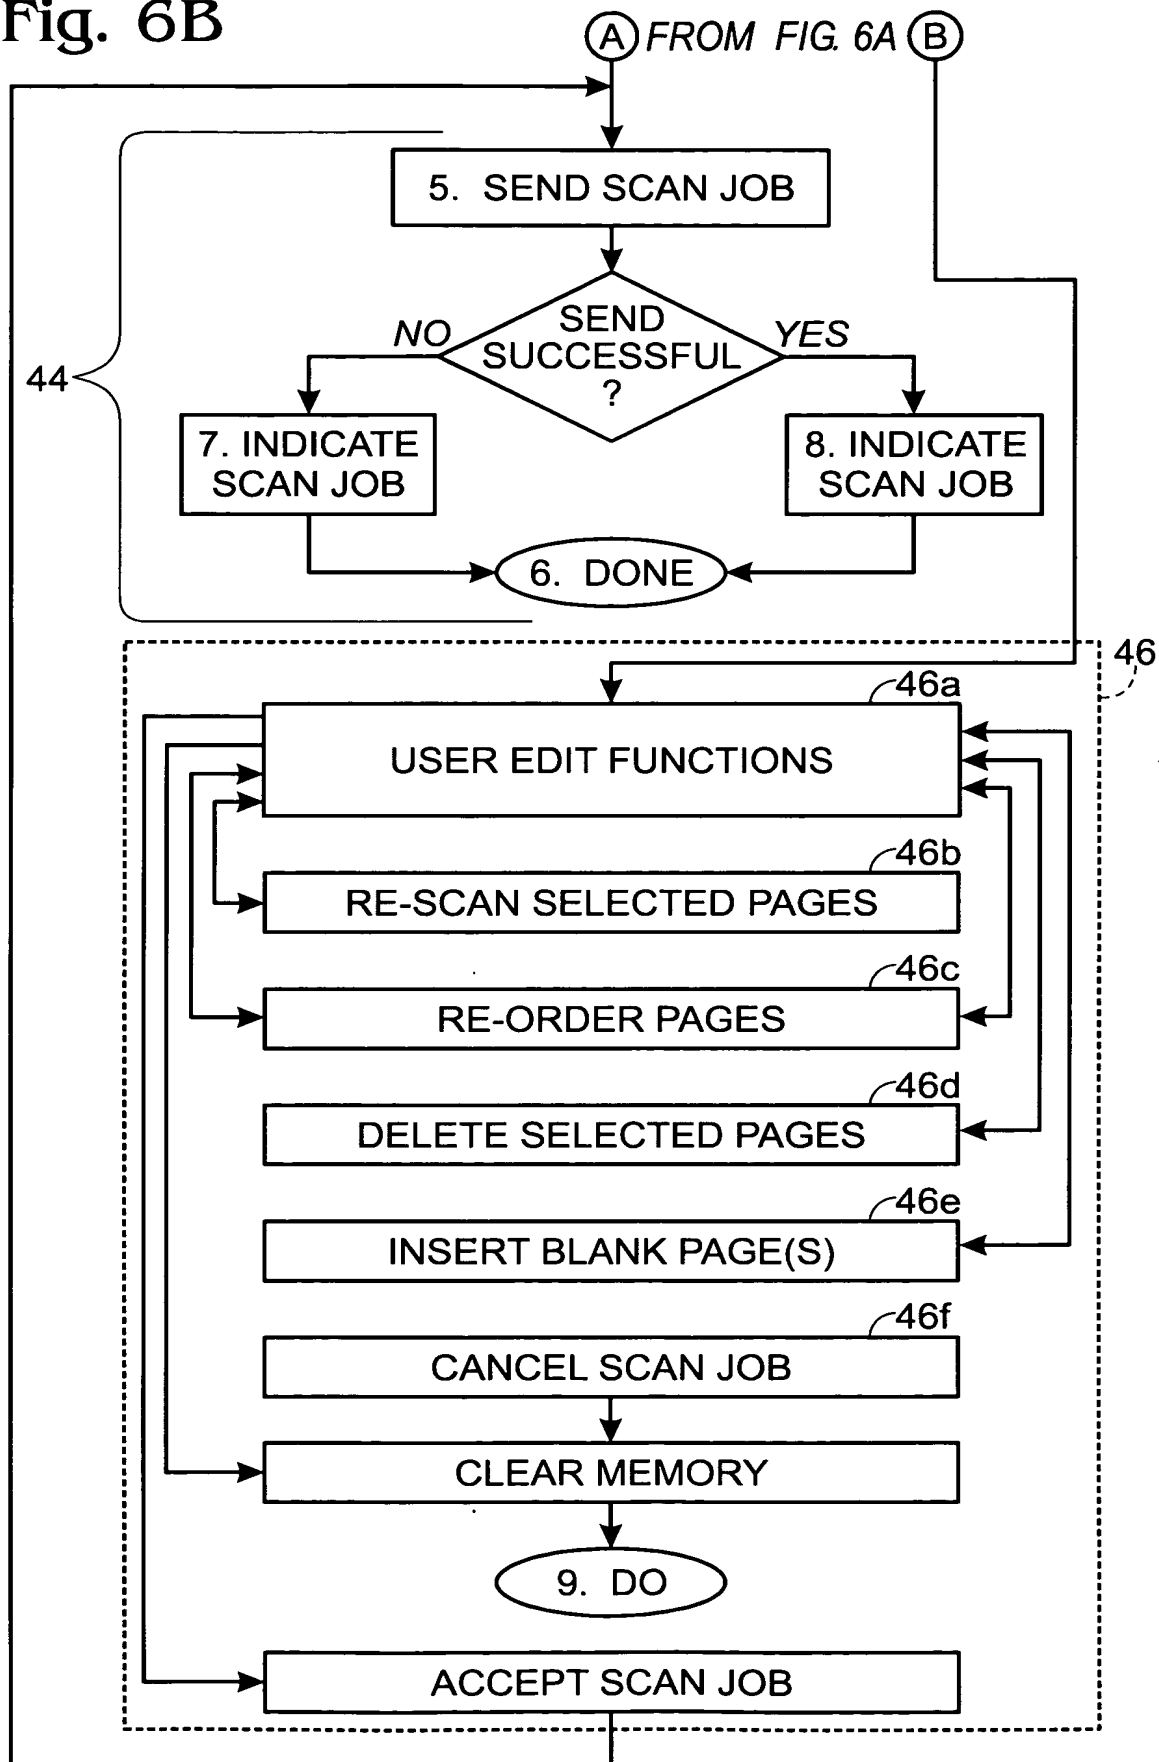 Fig. 6B
A FROM FIG. 6A B
5. SEND SCAN JOB
SEND
SUCCESSFUL
?
NO
YES
44
7. INDICATE
SCAN JOB
8. INDICATE
SCAN JOB
6. DONE
46
46a
USER EDIT FUNCTIONS
46b
RE-SCAN SELECTED PAGES
46c
RE-ORDER PAGES
46d
DELETE SELECTED PAGES
46e
INSERT BLANK PAGE(S)
46f
CANCEL SCAN JOB
CLEAR MEMORY
9. DO
ACCEPT SCAN JOB